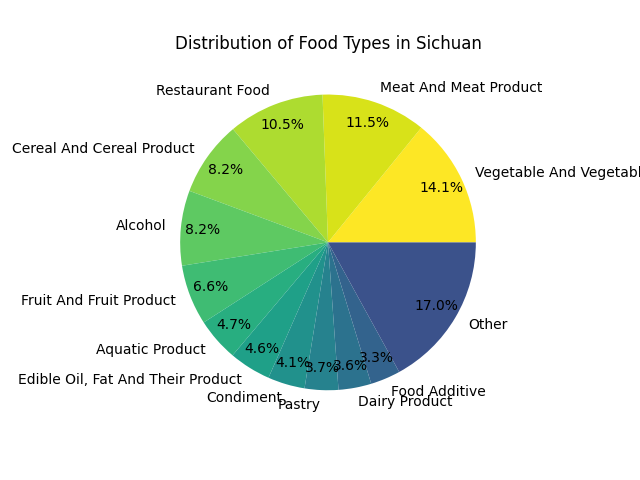 Distribution of Food Types in Sichuan
Meat And Meat Product
Restaurant Food
11.5%
10.5%
Cereal And Cereal Product
8.2%
Vegetable And
14.1%
Alcohol
8.2%
Fruit And Fruit Product
6.6%
17.0%
Other
4.7%
Aquatic Product
4.6%
4.1%
3.7%
3.6%
3.3%
Edible Oil, Fat And Their Product
Condiment
Pastry
Dairy Product
Food Additive